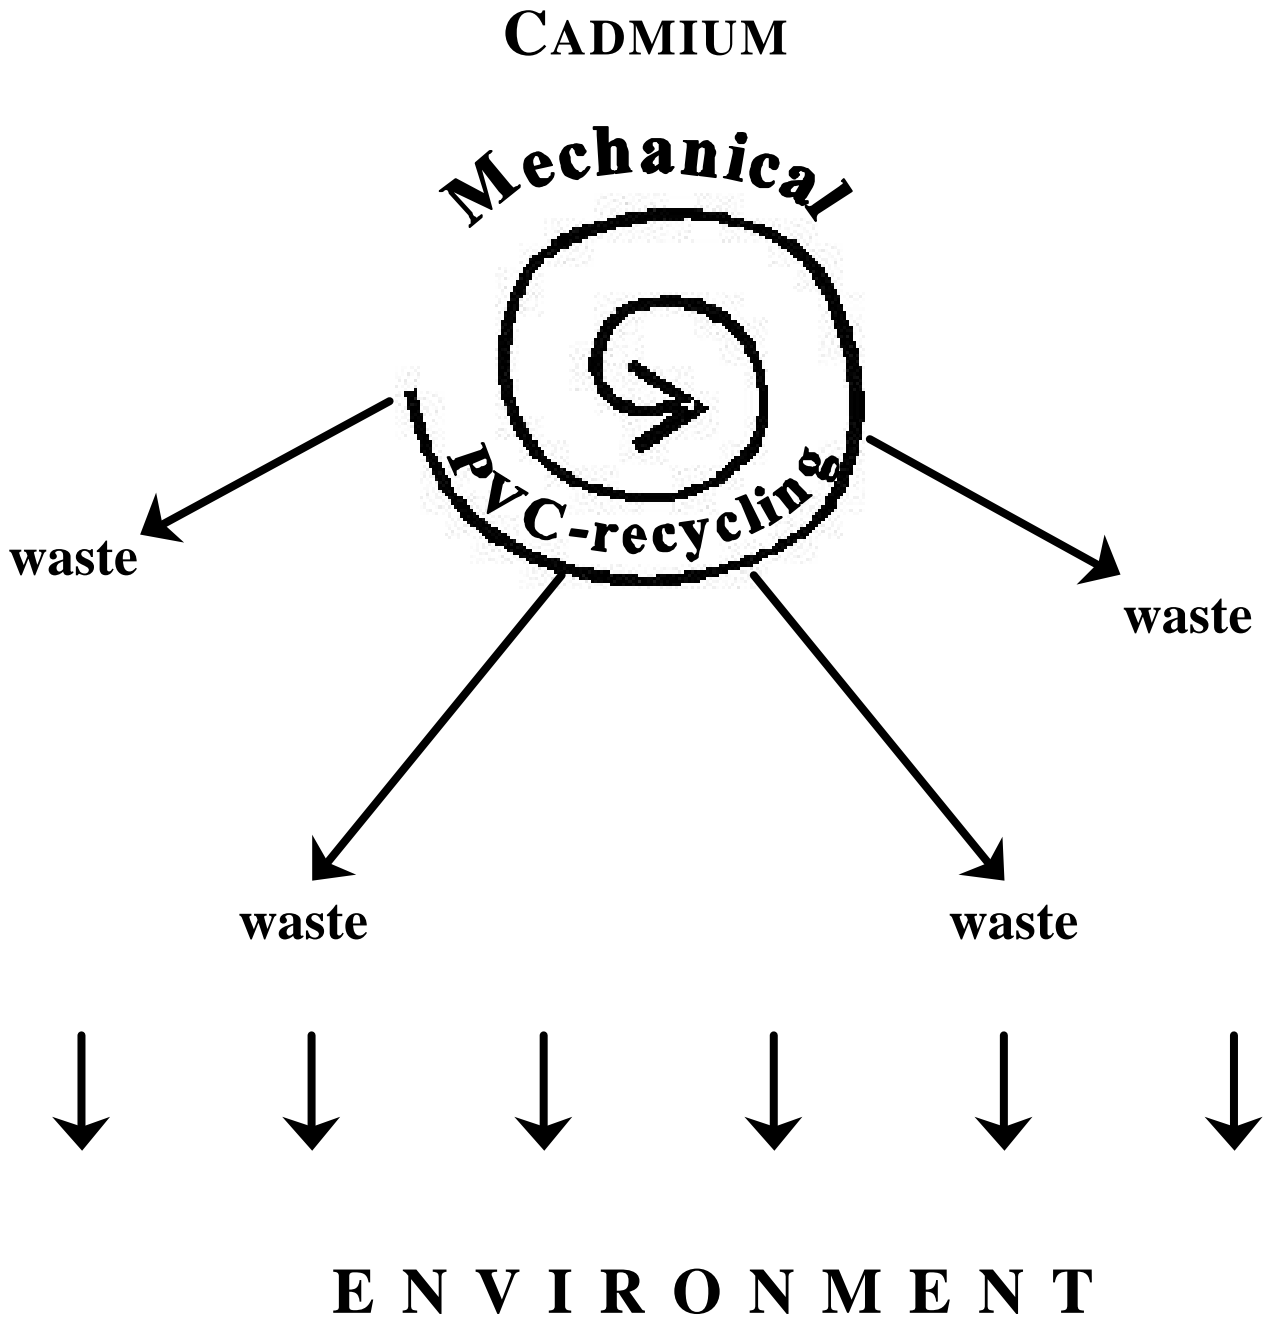 CADMIUM
Mechanical
PVC-recycling
waste
waste
waste
waste
ENVIRONMENT